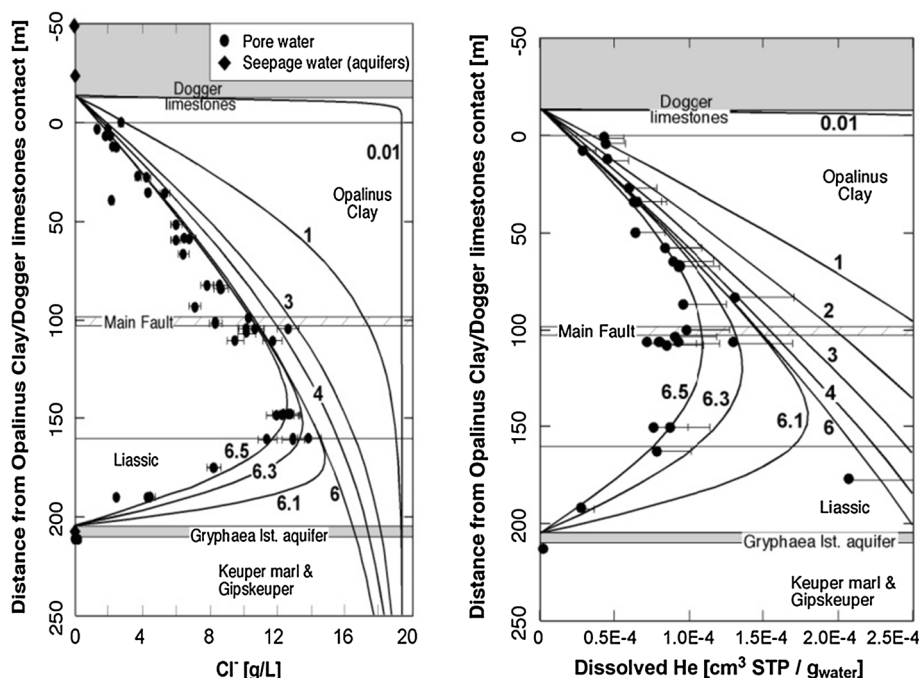 Distance from Opalinus Clay/Dogger limestones contact [m]
-50
0
50
100
150
200
250
Pore water
Seepage water (aquifers)
Dogger
limestones
0.01
Opalinus
Clay
1
3
Main Fault
4
6.5
Liassic
6.3
6.1
6
Gryphaea lst. aquifer
Keuper marl &
Gipskeuper
0
4
8
12
16
20
Cl⁻ [g/L]
Distance from Opalinus Clay/Dogger limestones contact [m]
-50
0
50
100
150
200
250
Dogger
limestones
0.01
Opalinus
Clay
1
2
Main Fault
3
4
6.5
6.3
6.1
6
Liassic
Gryphaea lst. aquifer
Keuper marl &
Gipskeuper
0
5.0E-4
1.0E-4
1.5E-4
2.0E-4
2.5E-4
Dissolved He [cm³ STP / gwater]